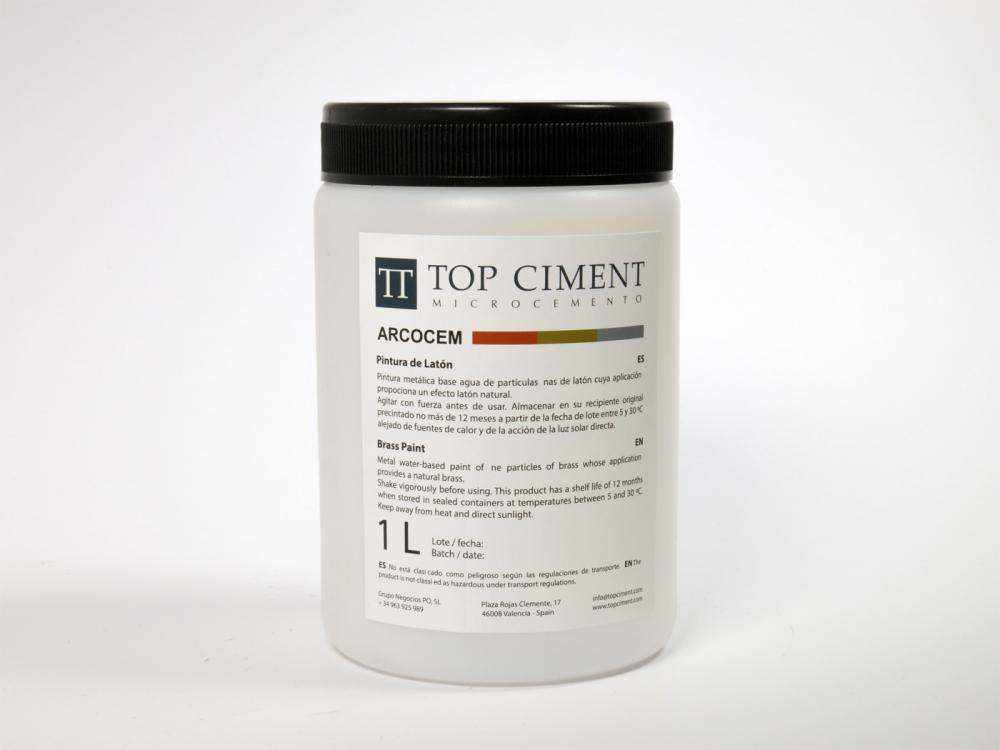 TT TOP CIMENT
MICROCEMENTO
ARCOCEM
Pintura de Latón ES
Pintura metálica base agua de partículas nas de latón cuya aplicación
propociona un efecto latón natural.
Agitar con fuerza antes de usar. Almacenar en su recipiente original
precintado no más de 12 meses a partir de la fecha de lote entre 5 y 30 ºC
alejado de fuentes de calor y de la acción de la luz solar directa.
Brass Paint EN
Metal water-based paint of ne particles of brass whose application
provides a natural brass.
Shake vigorously before using. This product has a shelf life of 12 months
when stored in sealed containers at temperatures between 5 and 30 ºC.
Keep away from heat and direct sunlight.
1 L Lote / fecha:
Batch / date:
ES No está clasi cado como peligroso según las regulaciones de transporte. EN The
product is not classi ed as hazardous under transport regulations.
Grupo Negocios PO, SL Plaza Rojas Clemente, 17 info@topciment.com
+ 34 963 925 989 46008 Valencia - Spain www.topciment.com